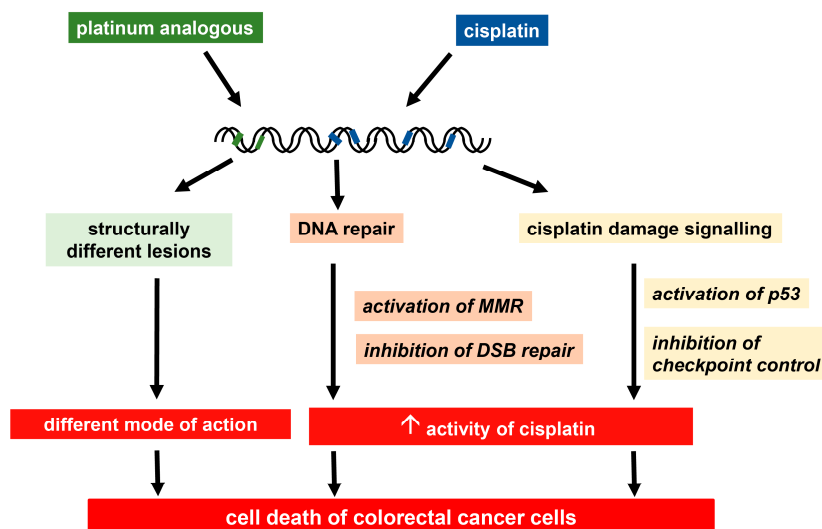 platinum analogous
cisplatin
structurally
different lesions
DNA repair
cisplatin damage signalling
activation of MMR
inhibition of DSB repair
activation of p53
inhibition of
checkpoint control
different mode of action
↑ activity of cisplatin
cell death of colorectal cancer cells